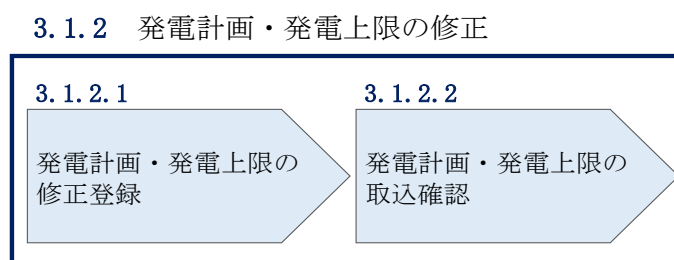 3.1.2 発電計画・発電上限の修正
3.1.2.1
発電計画・発電上限の
修正登録
3.1.2.2
発電計画・発電上限の
取込確認